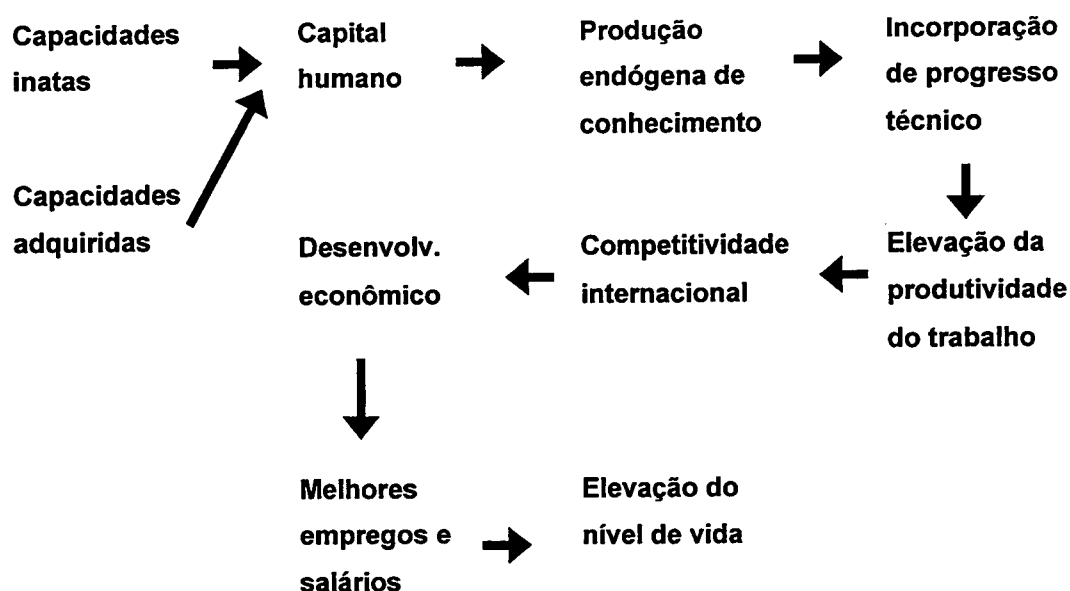 Capacidades
inatas
Capacidades
adquiridas
Capital
humano
Produção
endógena de
conhecimento
Incorporação
de progresso
técnico
Elevação da
produtividade
do trabalho
Competitividade
internacional
Desenvolv.
econômico
Melhores
empregos e
salários
Elevação do
nível de vida